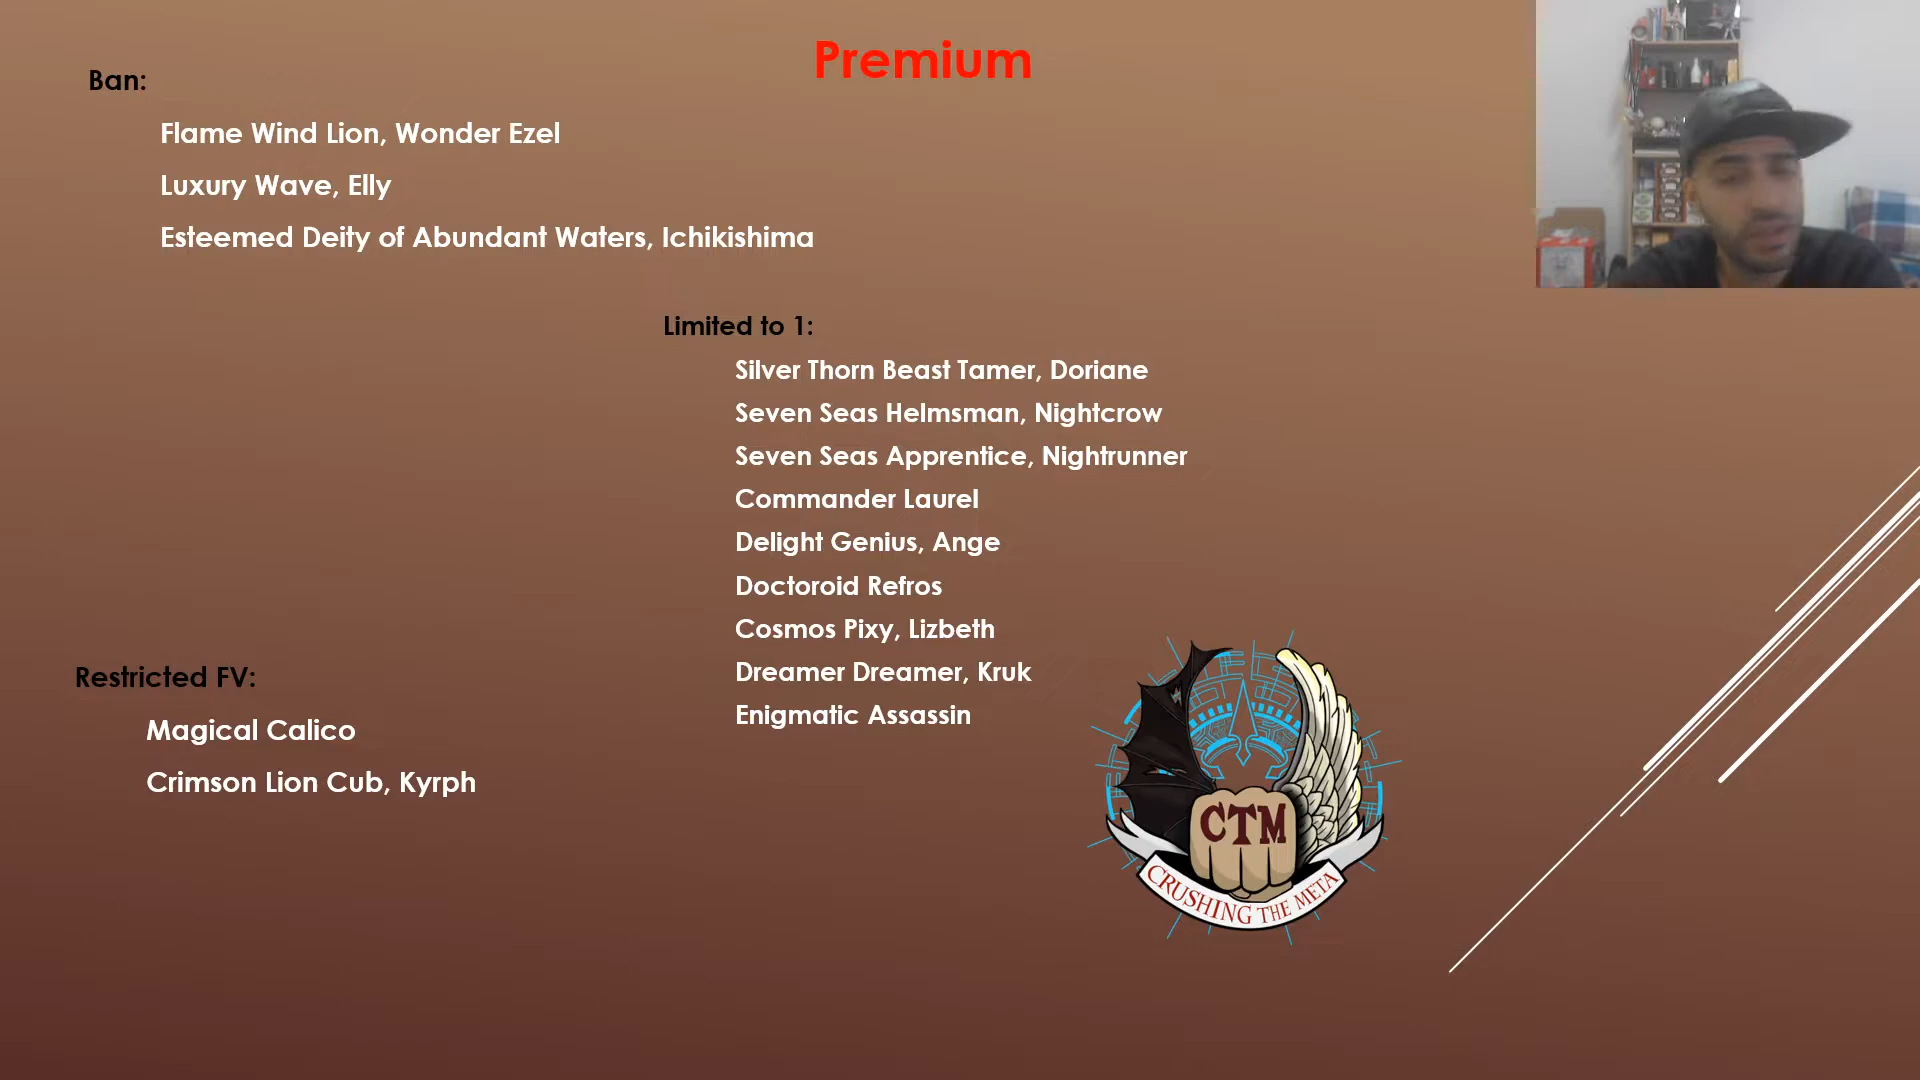 Premium
Ban:
Flame Wind Lion, Wonder Ezel
Luxury Wave, Elly
Esteemed Deity of Abundant Waters, Ichikishima
Limited to 1:
Silver Thorn Beast Tamer, Doriane
Seven Seas Helmsman, Nightcrow
Seven Seas Apprentice, Nightrunner
Commander Laurel
Delight Genius, Ange
Doctoroid Refros
Cosmos Pixy, Lizbeth
Dreamer Dreamer, Kruk
Enigmatic Assassin
Restricted FV:
Magical Calico
Crimson Lion Cub, Kyrph
CTM
CRUSHING THE META